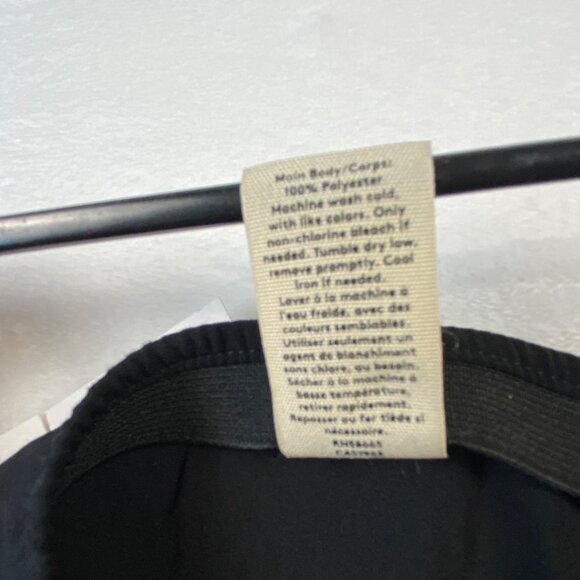 Main Body/Corps:
100% Polyester
Machine wash cold,
with like colors. Only
non-chlorine bleach if
needed. Tumble dry low,
remove promptly. Cool
Iron if needed.
Laver à la machine à
l'eau froide, avec des
couleurs semblables.
Utiliser seulement un
agent de blanchiment
sans chlore, au besoin.
Sécher à la machine à
basse température,
retirer rapidement.
Repasser au fer tiède si
nécessaire.